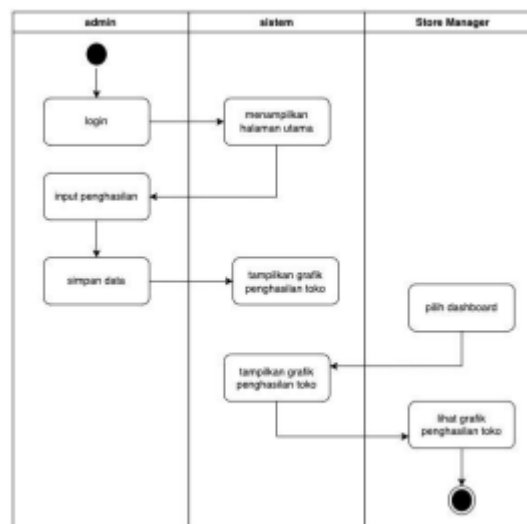 admin
sistem
Store Manager
login
menampilkan
halaman utama
input penghasilan
simpan data
tampilkan grafik
penghasilan toko
pilih dashboard
tampilkan grafik
penghasilan toko
lihat grafik
penghasilan toko